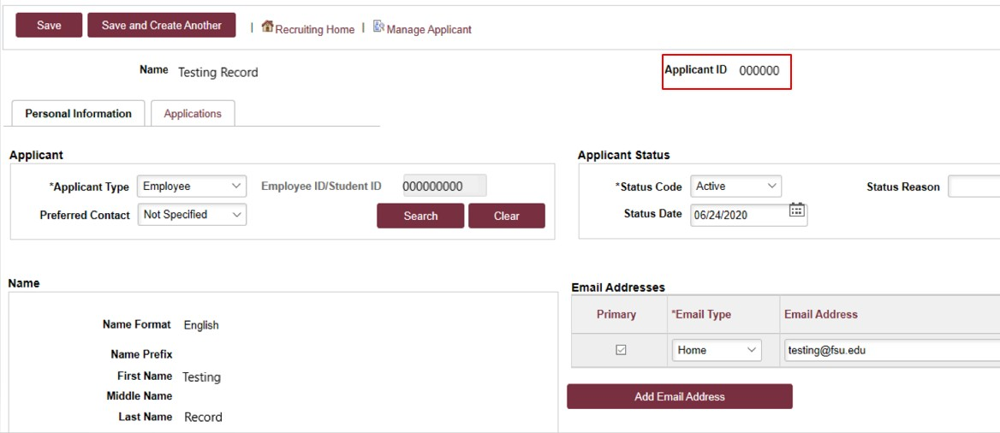 Save Save and Create Another | Recruiting Home | Manage Applicant
Name Testing Record Applicant ID 000000
Personal Information Applications
Applicant
*Applicant Type Employee Employee ID/Student ID 000000000
Preferred Contact Not Specified Search Clear
Applicant Status
*Status Code Active Status Reason
Status Date 06/24/2020
Name
Name Format English
Name Prefix
First Name Testing
Middle Name
Last Name Record
Email Addresses
Primary *Email Type Email Address
Home testing@fsu.edu
Add Email Address